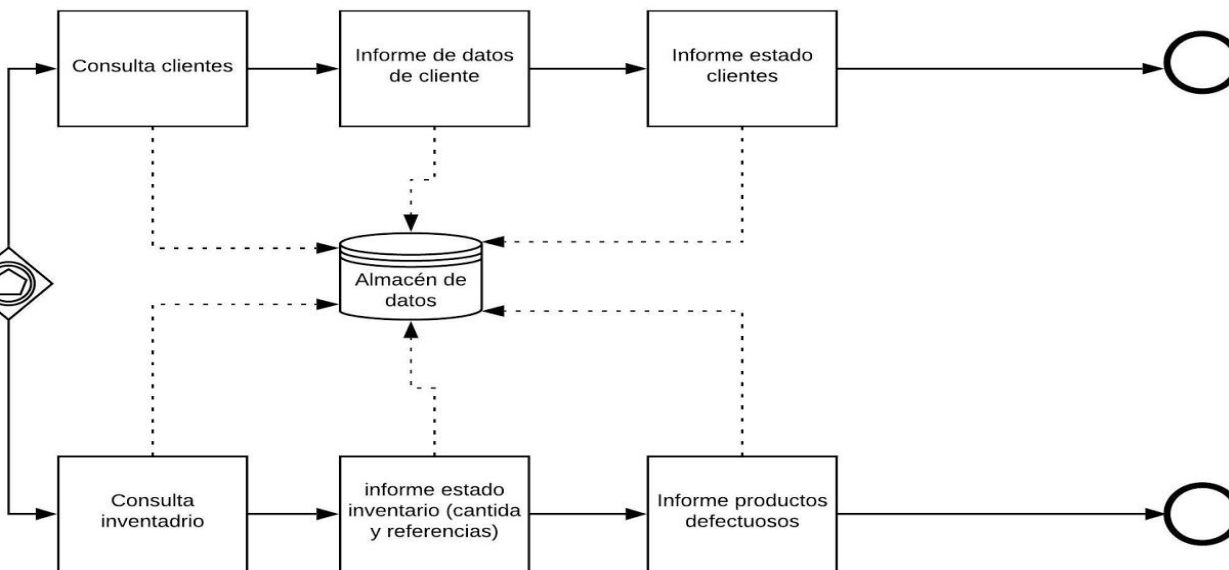 Consulta clientes
Informe de datos
de cliente
Informe estado
clientes
Almacén de
datos
Consulta
inventadrio
informe estado
inventario (cantida
y referencias)
Informe productos
defectuosos